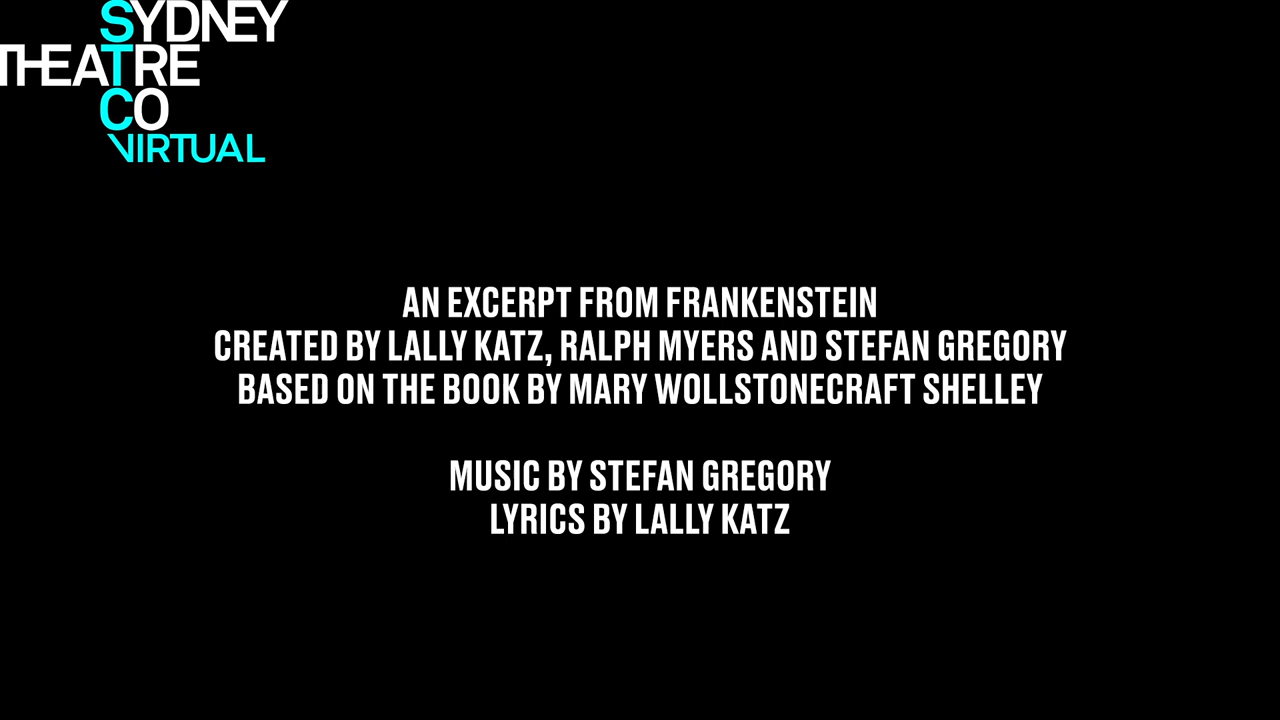 SYDNEY
THEATRE
CO
VIRTUAL
AN EXCERPT FROM FRANKENSTEIN
CREATED BY LALLY KATZ, RALPH MYERS AND STEFAN GREGORY
BASED ON THE BOOK BY MARY WOLLSTONECRAFT SHELLEY
MUSIC BY STEFAN GREGORY
LYRICS BY LALLY KATZ